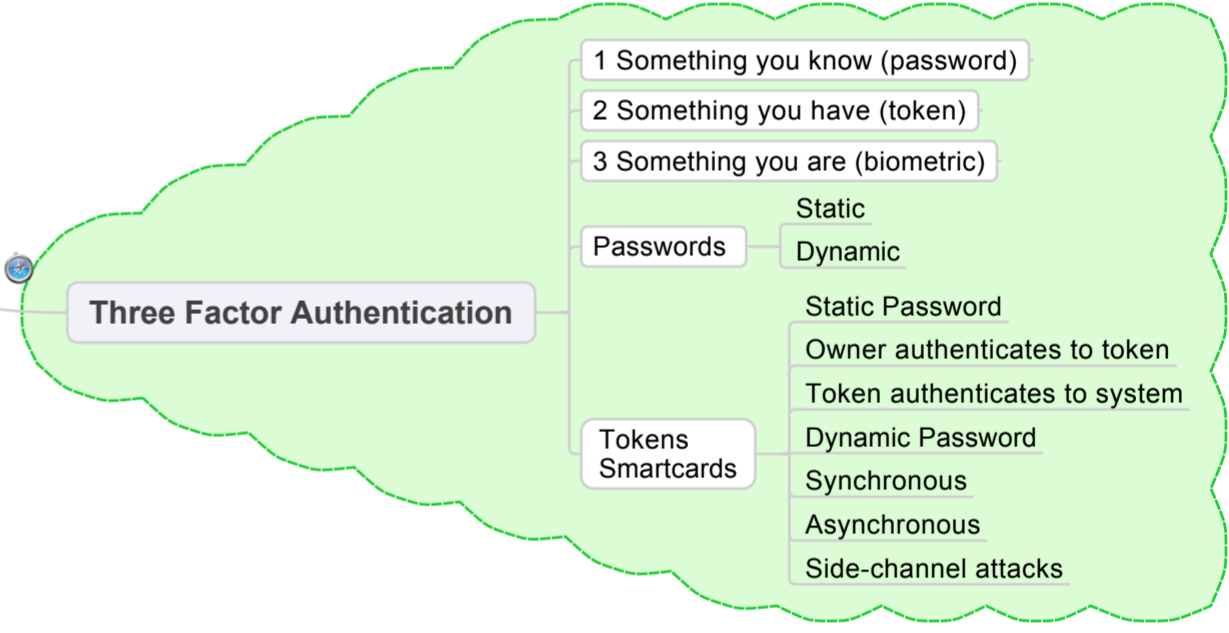 1 Something you know (password)
2 Something you have (token)
3 Something you are (biometric)
Static
Passwords
Dynamic
Three Factor Authentication
Static Password
Owner authenticates to token
Token authenticates to system
Tokens
Smartcards
Dynamic Password
Synchronous
Asynchronous
Side-channel attacks